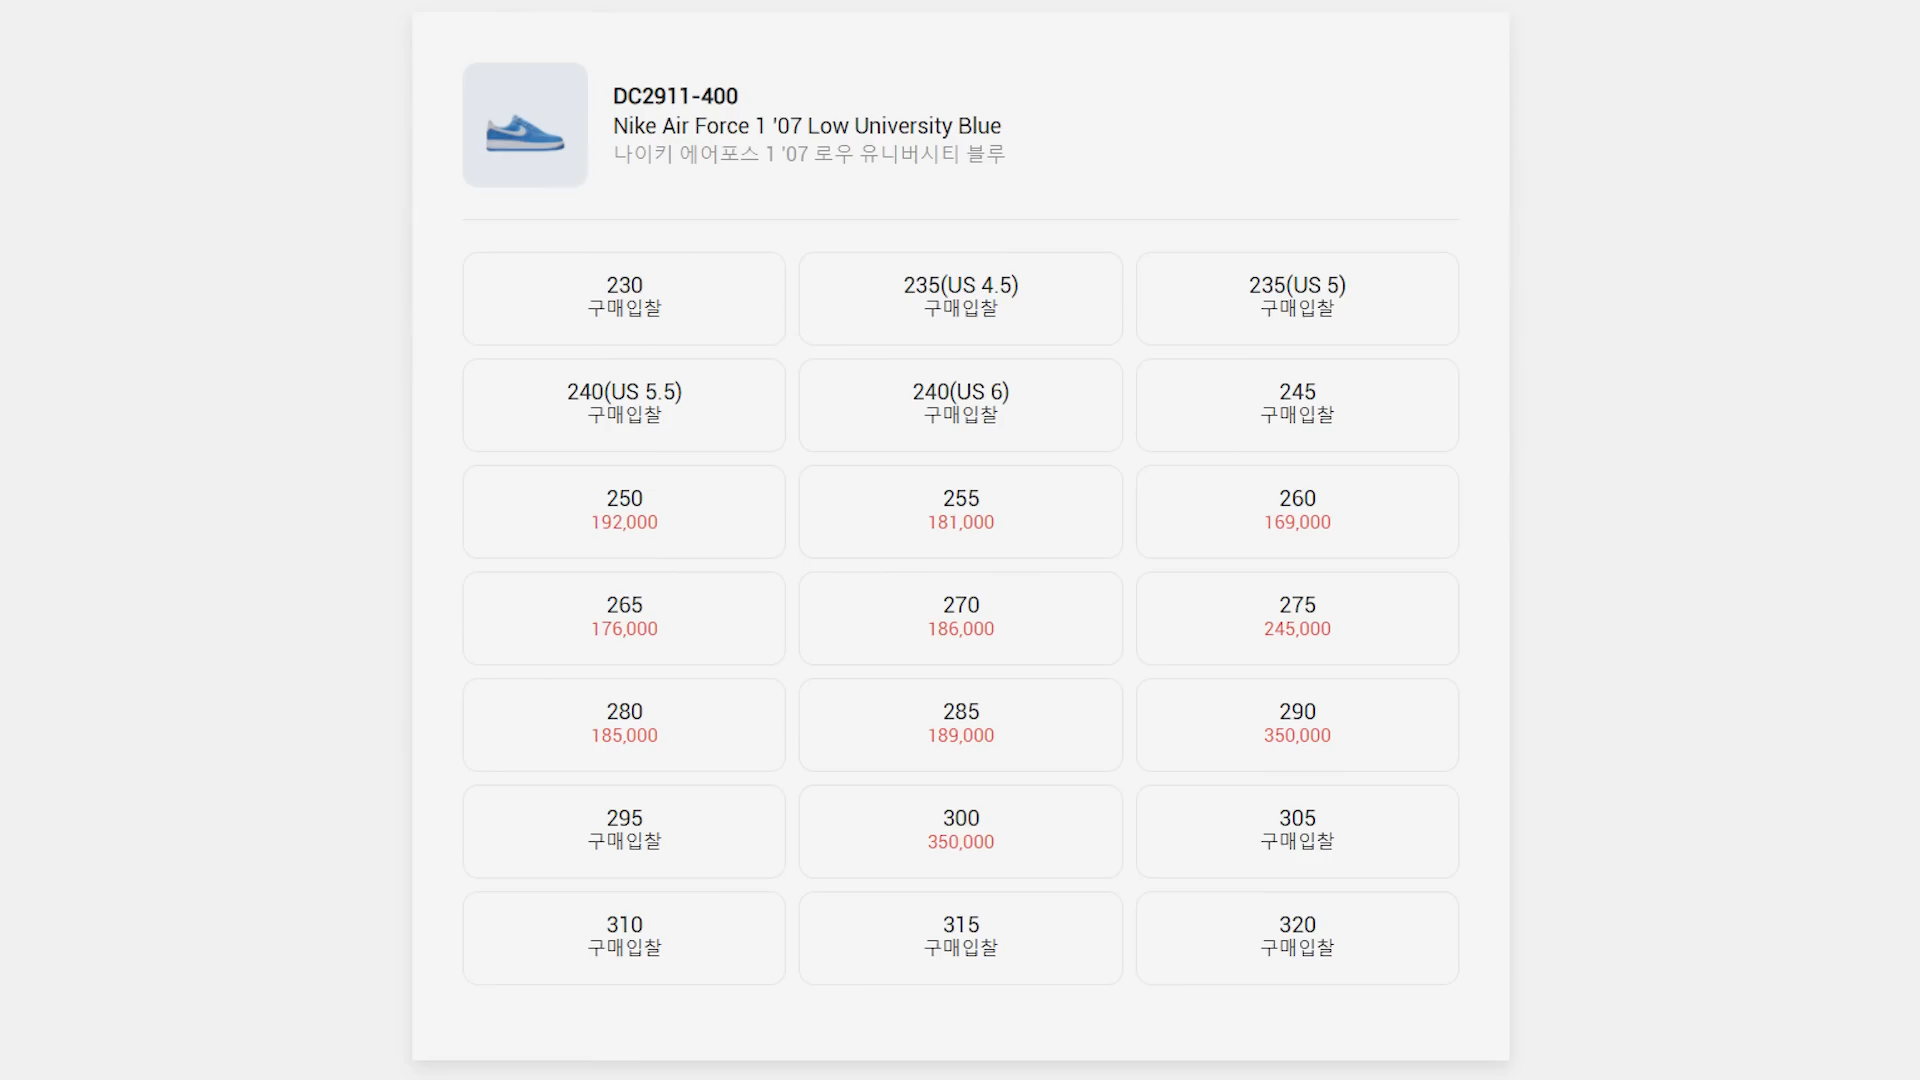 DC2911-400
Nike Air Force 1 '07 Low University Blue
나이키 에어포스 1 '07 로우 유니버시티 블루
230
구매입찰
235(US 4.5)
구매입찰
235(US 5)
구매입찰
240(US 5.5)
구매입찰
240(US 6)
구매입찰
245
구매입찰
250
192,000
255
181,000
260
169,000
265
176,000
270
186,000
275
245,000
280
185,000
285
189,000
290
350,000
295
구매입찰
300
350,000
305
구매입찰
310
구매입찰
315
구매입찰
320
구매입찰